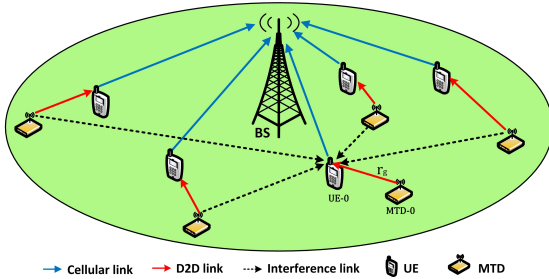 BS
r_g
UE-0
MTD-0
Cellular link
D2D link
Interference link
UE
MTD